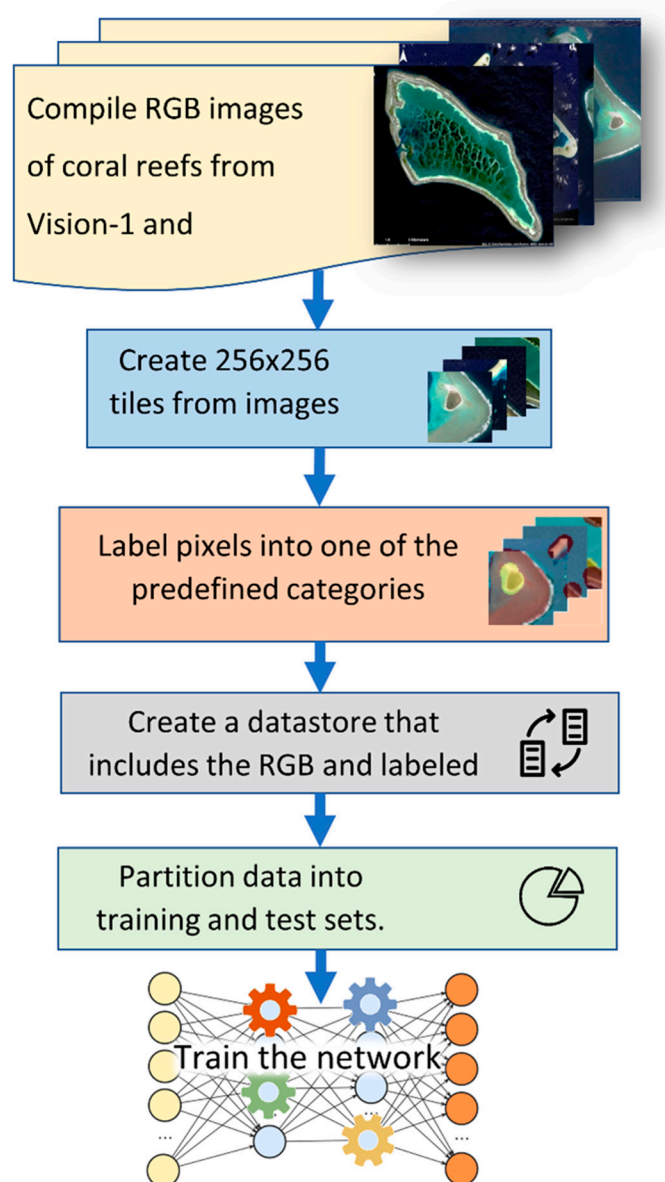 Compile RGB images
of coral reefs from
Vision-1 and
Create 256x256
tiles from images
Label pixels into one of the
predefined categories
Create a datastore that
includes the RGB and labeled
Partition data into
training and test sets.
Train the network
...
...
...
...